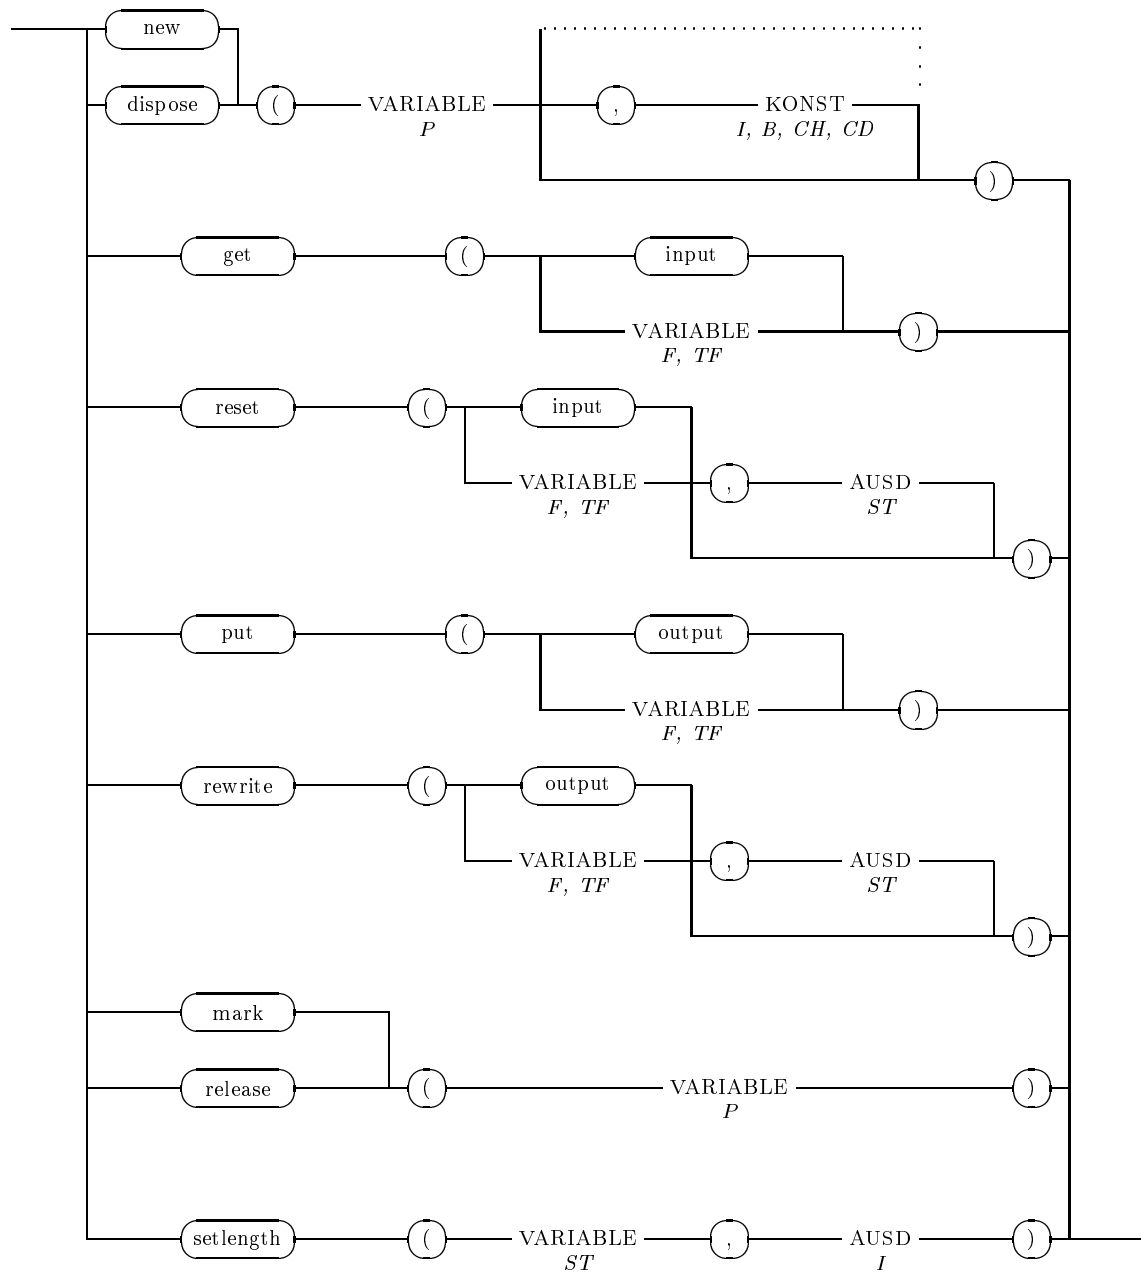 new
dispose ( VARIABLE , KONST
P I, B, CH, CD
)
get ( input
VARIABLE )
F, TF
reset ( input
VARIABLE , AUSD
F, TF ST
)
put ( output
VARIABLE )
F, TF
rewrite ( output
VARIABLE , AUSD
F, TF ST
)
mark
release ( VARIABLE )
P
setlength ( VARIABLE , AUSD )
ST I